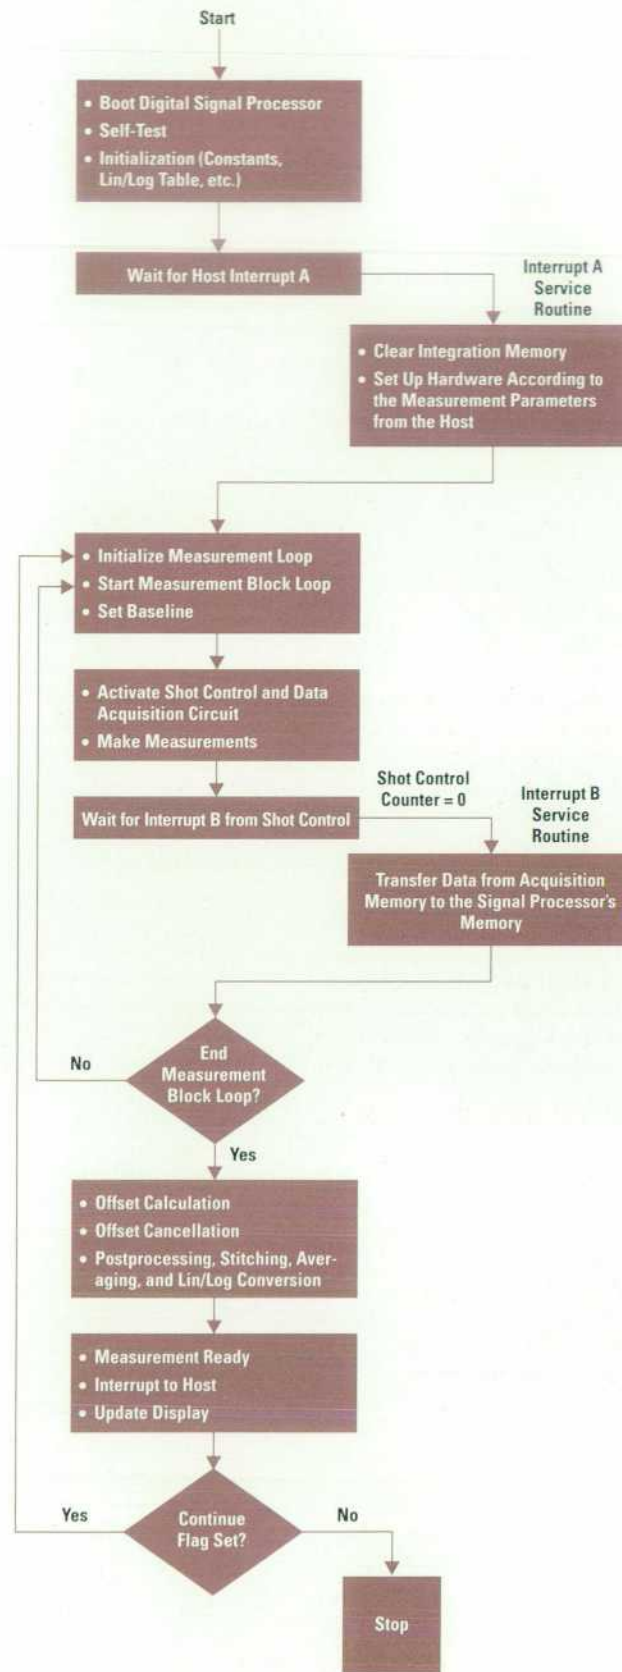 Start
• Boot Digital Signal Processor
• Self-Test
• Initialization (Constants,
Lin/Log Table, etc.)
Wait for Host Interrupt A
Interrupt A
Service
Routine
• Clear Integration Memory
• Set Up Hardware According to
the Measurement Parameters
from the Host
• Initialize Measurement Loop
• Start Measurement Block Loop
• Set Baseline
• Activate Shot Control and Data
Acquisition Circuit
• Make Measurements
Wait for Interrupt B from Shot Control
Shot Control
Counter = 0
Interrupt B
Service
Routine
Transfer Data from Acquisition
Memory to the Signal Processor's
Memory
End
Measurement
Block Loop?
No
Yes
• Offset Calculation
• Offset Cancellation
• Postprocessing, Stitching, Aver-
aging, and Lin/Log Conversion
• Measurement Ready
• Interrupt to Host
• Update Display
Continue
Flag Set?
Yes
No
Stop